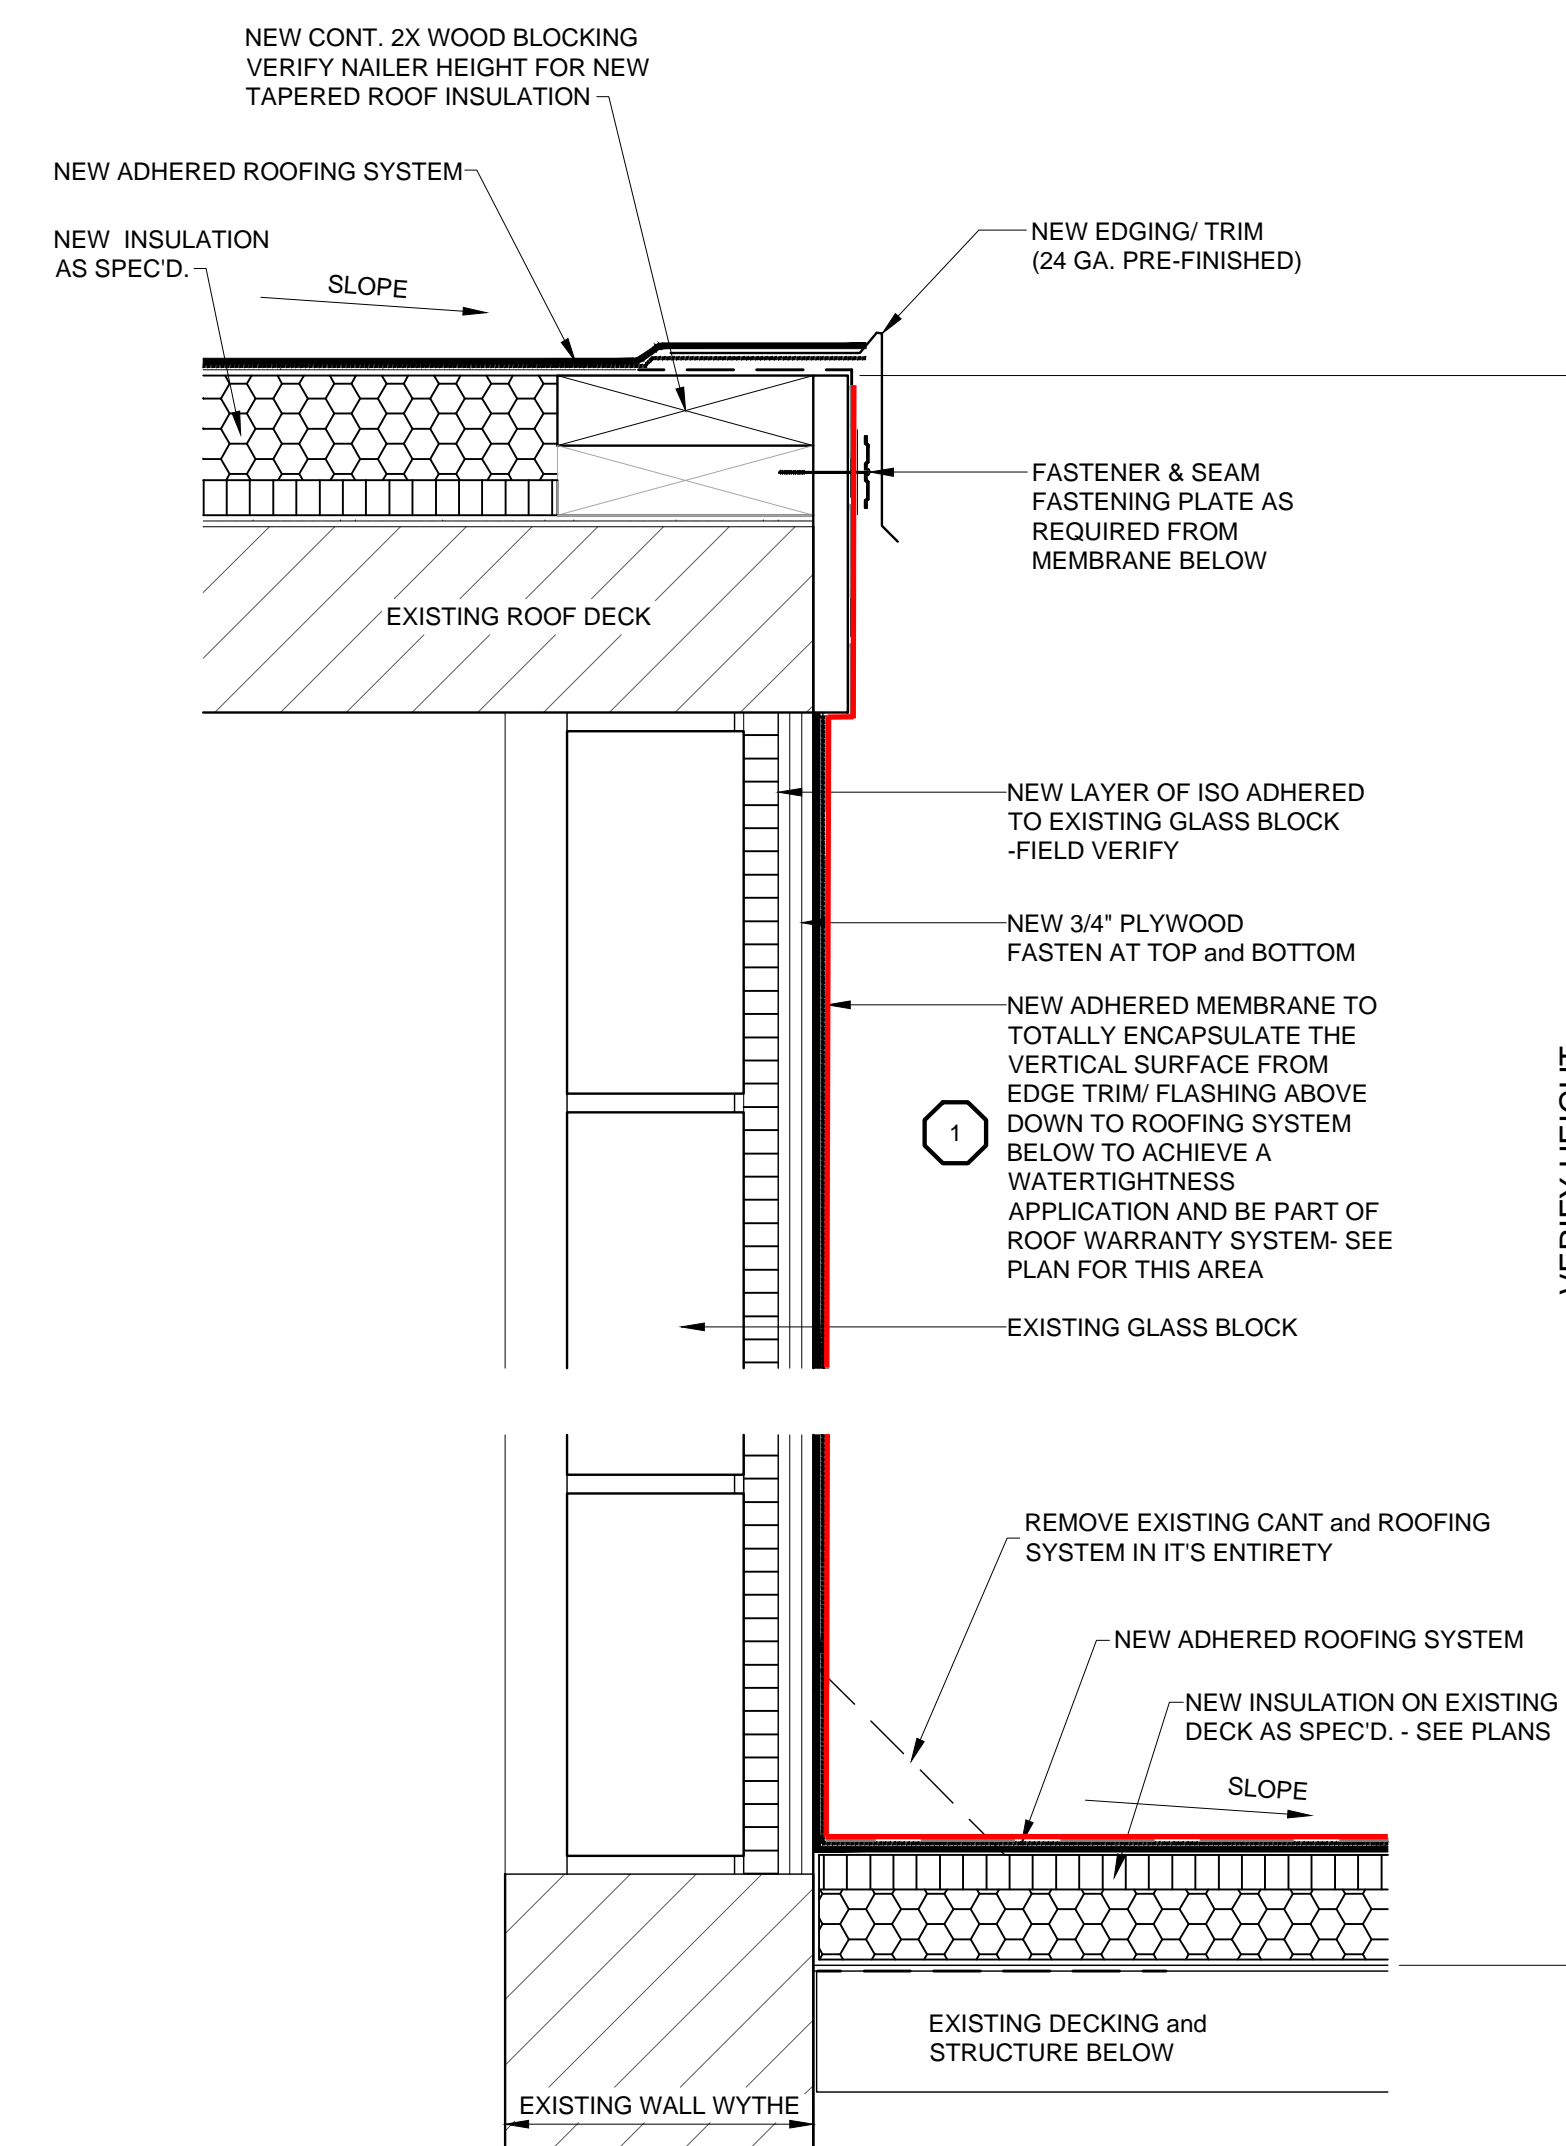 NEW CONT. 2X WOOD BLOCKING
VERIFY NAILER HEIGHT FOR NEW
TAPERED ROOF INSULATION
NEW ADHERED ROOFING SYSTEM
NEW INSULATION
AS SPEC'D.
SLOPE
NEW EDGING/ TRIM
(24 GA. PRE-FINISHED)
FASTENER & SEAM
FASTENING PLATE AS
REQUIRED FROM
MEMBRANE BELOW
EXISTING ROOF DECK
NEW LAYER OF ISO ADHERED
TO EXISTING GLASS BLOCK
-FIELD VERIFY
NEW 3/4" PLYWOOD
FASTEN AT TOP and BOTTOM
NEW ADHERED MEMBRANE TO
TOTALLY ENCAPSULATE THE
VERTICAL SURFACE FROM
EDGE TRIM/ FLASHING ABOVE
DOWN TO ROOFING SYSTEM
BELOW TO ACHIEVE A
WATERTIGHTNESS
APPLICATION AND BE PART OF
ROOF WARRANTY SYSTEM- SEE
PLAN FOR THIS AREA
1
VERIFY HEIGHT
EXISTING GLASS BLOCK
REMOVE EXISTING CANT and ROOFING
SYSTEM IN IT'S ENTIRETY
NEW ADHERED ROOFING SYSTEM
NEW INSULATION ON EXISTING
DECK AS SPEC'D. - SEE PLANS
SLOPE
EXISTING DECKING and
STRUCTURE BELOW
EXISTING WALL WYTHE